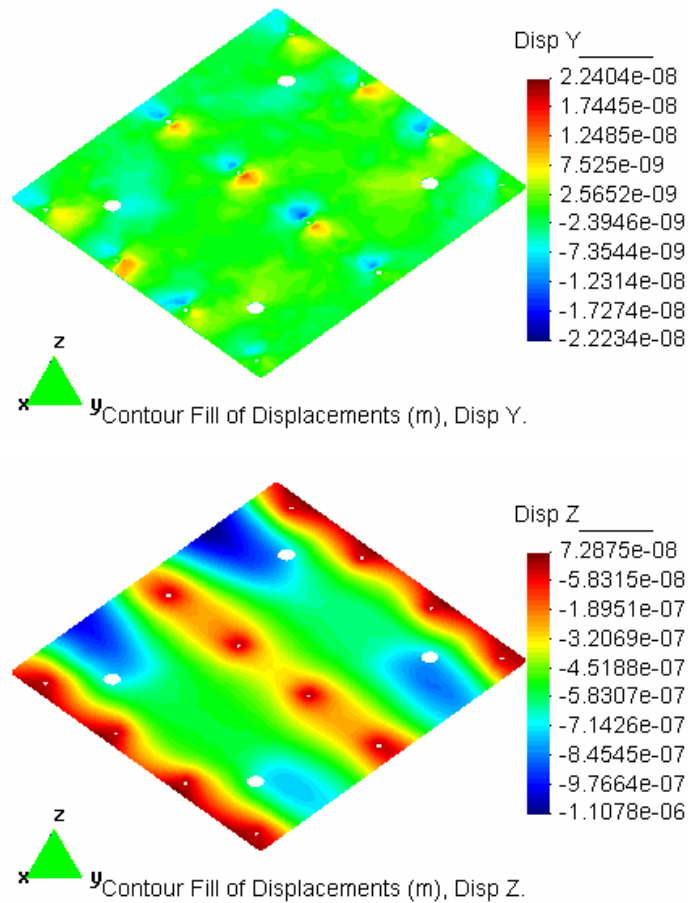 Disp Y
2.2404e-08
1.7445e-08
1.2485e-08
7.525e-09
2.5652e-09
-2.3946e-09
-7.3544e-09
-1.2314e-08
-1.7274e-08
-2.2234e-08
z
x y
Contour Fill of Displacements (m), Disp Y.
Disp Z
7.2875e-08
-5.8315e-08
-1.8951e-07
-3.2069e-07
-4.5188e-07
-5.8307e-07
-7.1426e-07
-8.4545e-07
-9.7664e-07
-1.1078e-06
z
x y
Contour Fill of Displacements (m), Disp Z.